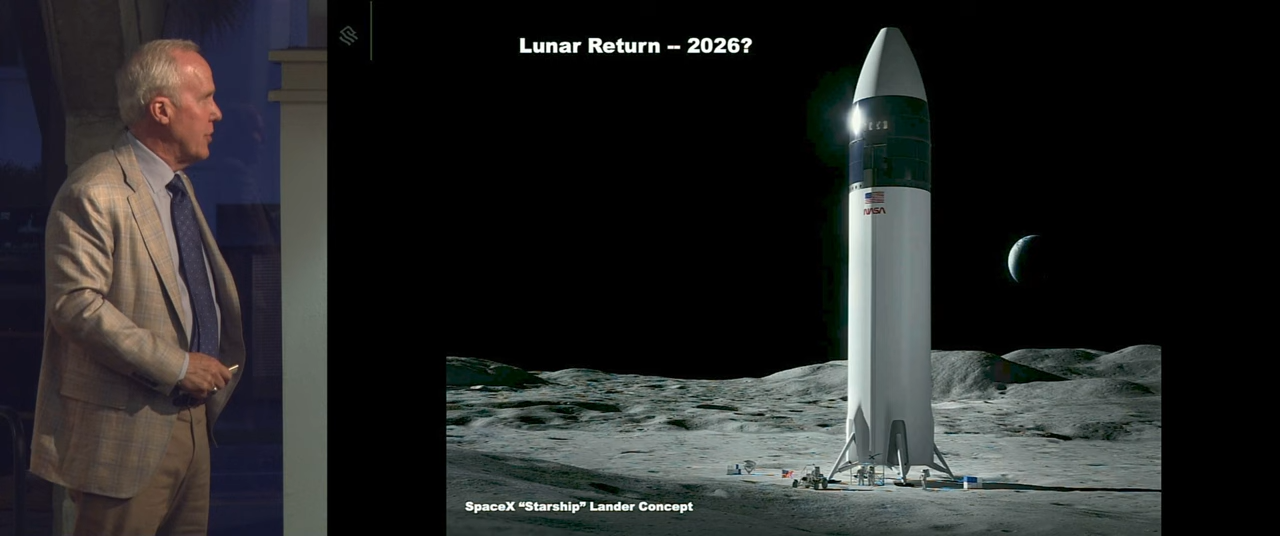 Lunar Return -- 2026?
NASA
SpaceX “Starship” Lander Concept